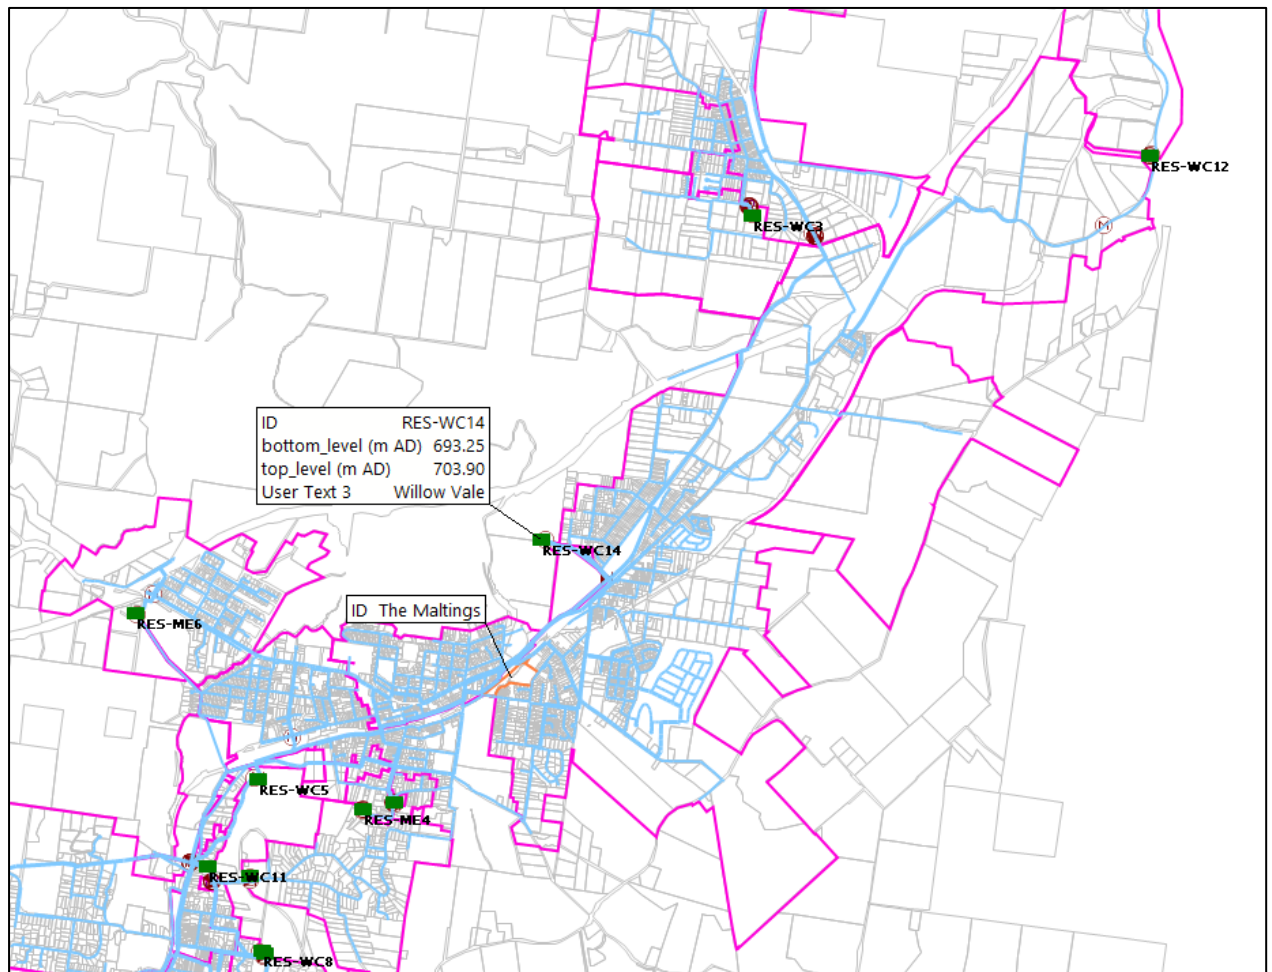 RES-WC12
RES-WC3
M
ID RES-WC14
bottom_level (m AD) 693.25
top_level (m AD) 703.90
User Text 3 Willow Vale
RES-WC14
ID The Maltings
RES-ME6
RES-WC5
RES-ME4
RES-WC11
RES-WC8